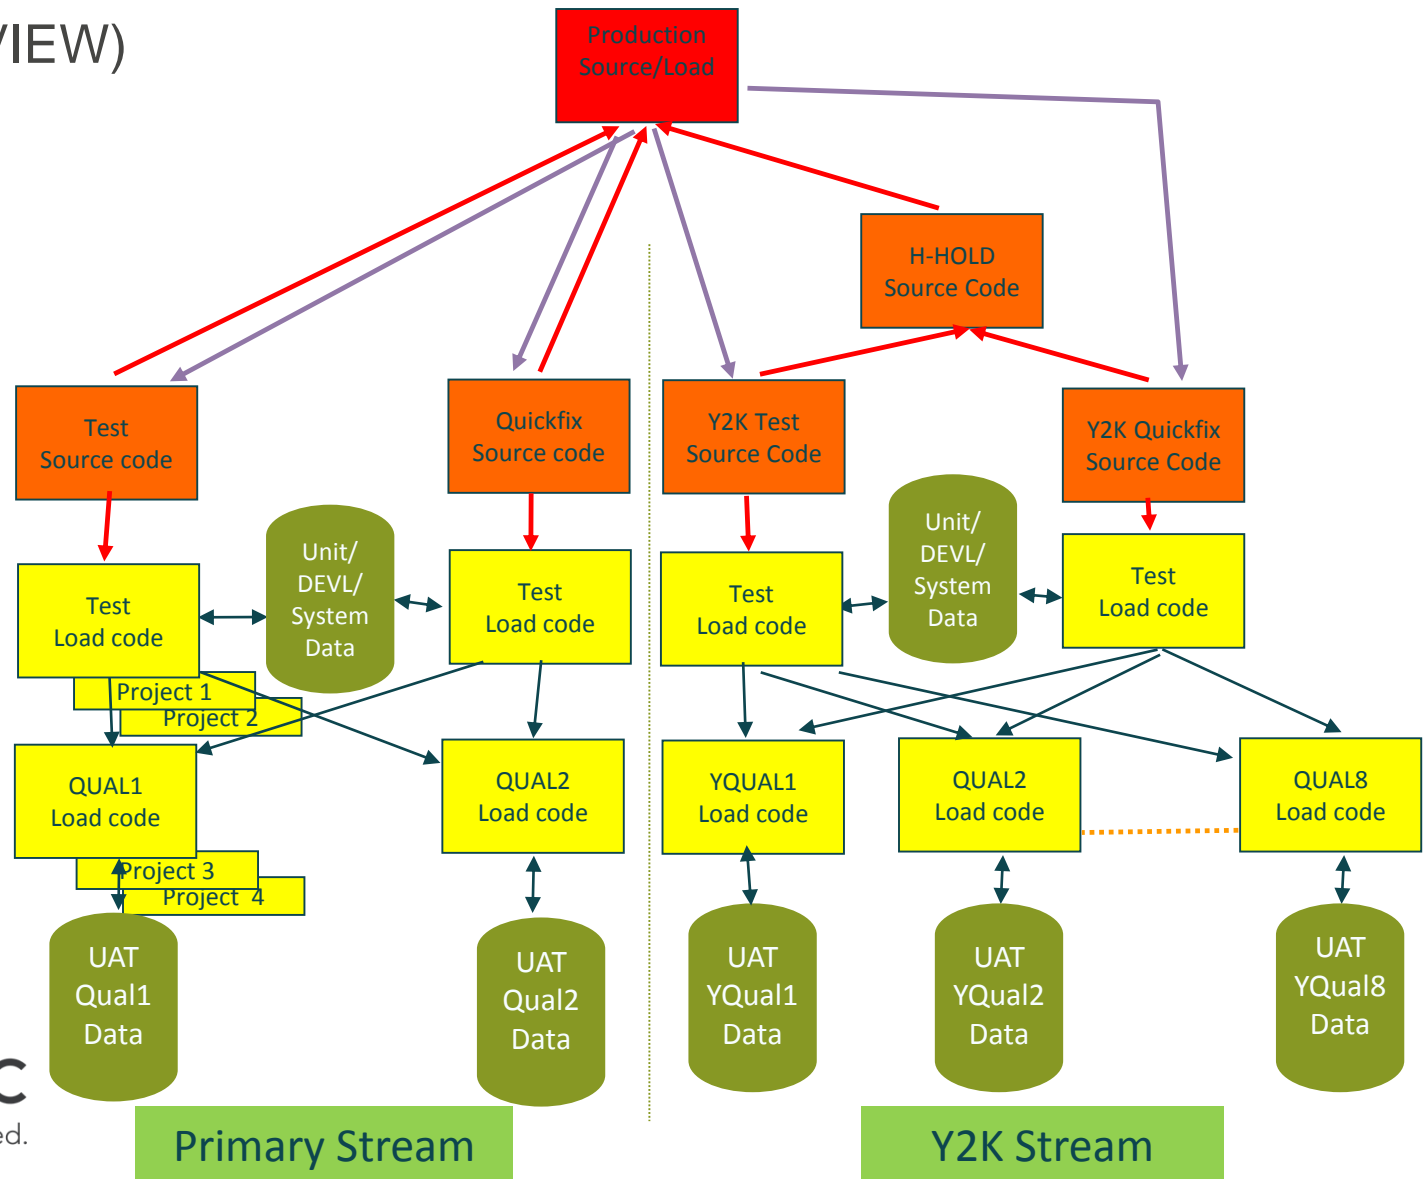 VIEW)
Production
Source/Load
H-HOLD
Source Code
Test
Source code
Quickfix
Source code
Y2K Test
Source Code
Y2K Quickfix
Source Code
Unit/
DEVL/
System
Data
Unit/
DEVL/
System
Data
Test
Load code
Test
Load code
Test
Load code
Test
Load code
Project 1
Project 2
QUAL1
Load code
QUAL2
Load code
YQUAL1
Load code
QUAL2
Load code
QUAL8
Load code
Project 3
Project 4
UAT
Qual1
Data
UAT
Qual2
Data
UAT
YQual1
Data
UAT
YQual2
Data
UAT
YQual8
Data
C
ed.
Primary Stream
Y2K Stream